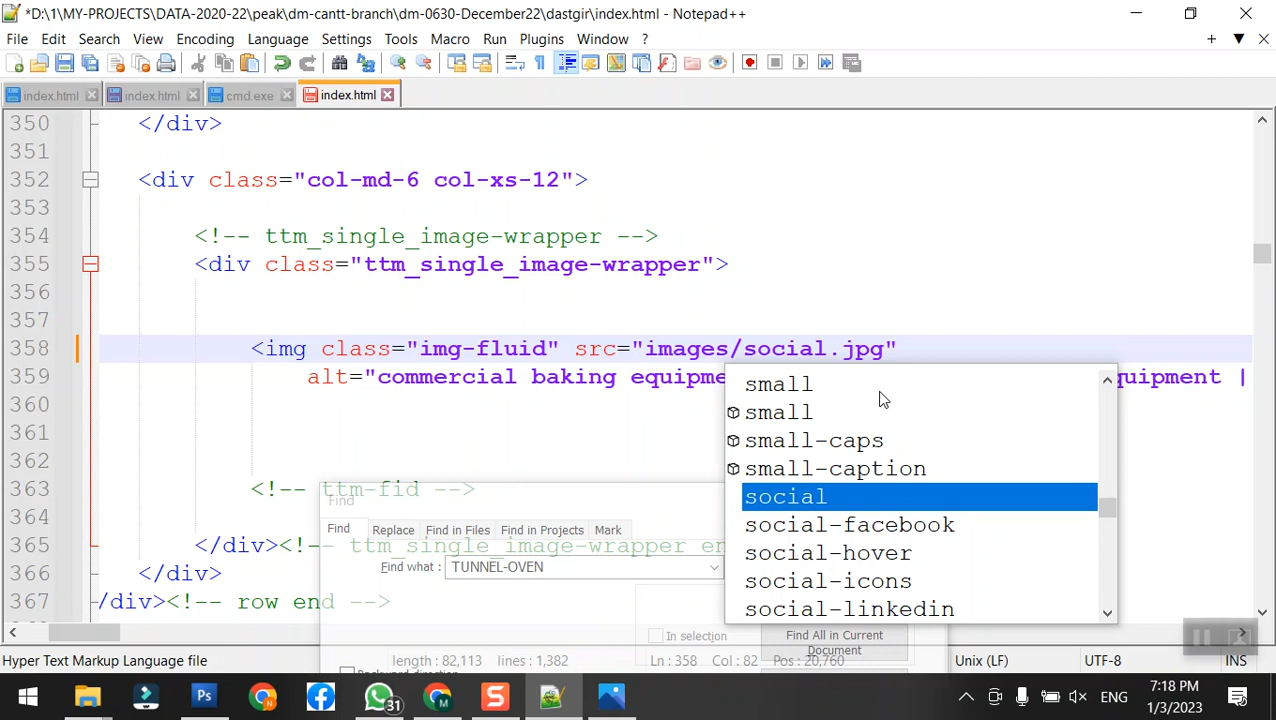 *D:\1\MY-PROJECTS\DATA-2020-22\peak\dm-cantt-branch\dm-0630-December22\dastgir\index.html - Notepad++
File Edit Search View Encoding Language Settings Tools Macro Run Plugins Window ? + ▼ X
index.html index.html cmd.exe index.html
350 </div>
351
352 <div class="col-md-6 col-xs-12">
353
354 <!-- ttm_single_image-wrapper -->
355 <div class="ttm_single_image-wrapper">
356
357
358 <img class="img-fluid" src="images/social.jpg"
359 alt="commercial baking equipme quipment |
small
360
small
361
small-caps
362
small-caption
363 <!-- ttm-fid -->
social
Find
364
social-facebook
Find Replace Find in Files Find in Projects Mark
365 </div><!-- ttm_single_image-wrapper en
social-hover
Find what : TUNNEL-OVEN
366 </div>
social-icons
367 /div><!-- row end -->
social-linkedin
In selection Find All in Current Document
Hyper Text Markup Language file length : 82,113 lines : 1,382 Ln : 358 Col : 82 Pos : 20,760 Unix (LF) UTF-8 INS
Backward direction
Ps 31 M S ENG 7:18 PM
1/3/2023